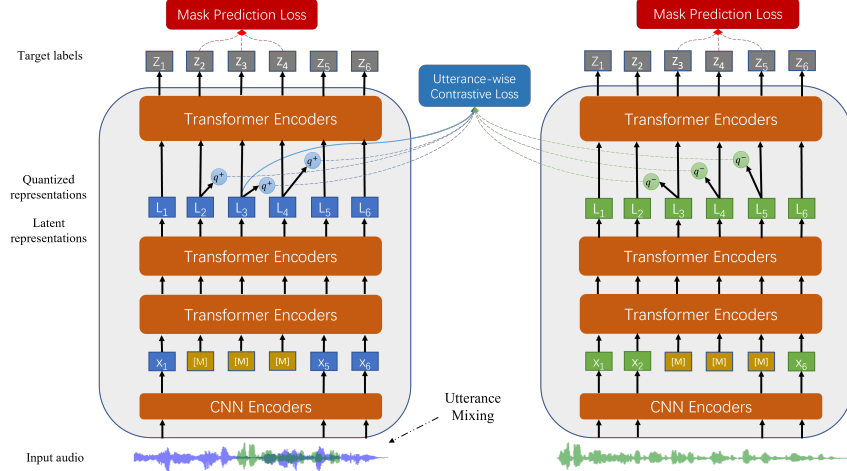 Mask Prediction Loss
Mask Prediction Loss
Target labels
Z1 Z2 Z3 Z4 Z5 Z6
Z1 Z2 Z3 Z4 Z5 Z6
Utterance-wise
Contrastive Loss
Transformer Encoders
Transformer Encoders
q+ q+ q+
q− q− q−
Quantized
representations
Latent
representations
L1 L2 L3 L4 L5 L6
L1 L2 L3 L4 L5 L6
Transformer Encoders
Transformer Encoders
Transformer Encoders
Transformer Encoders
X1 [M] [M] [M] X5 X6
X1 X2 [M] [M] [M] X6
CNN Encoders
CNN Encoders
Utterance
Mixing
Input audio